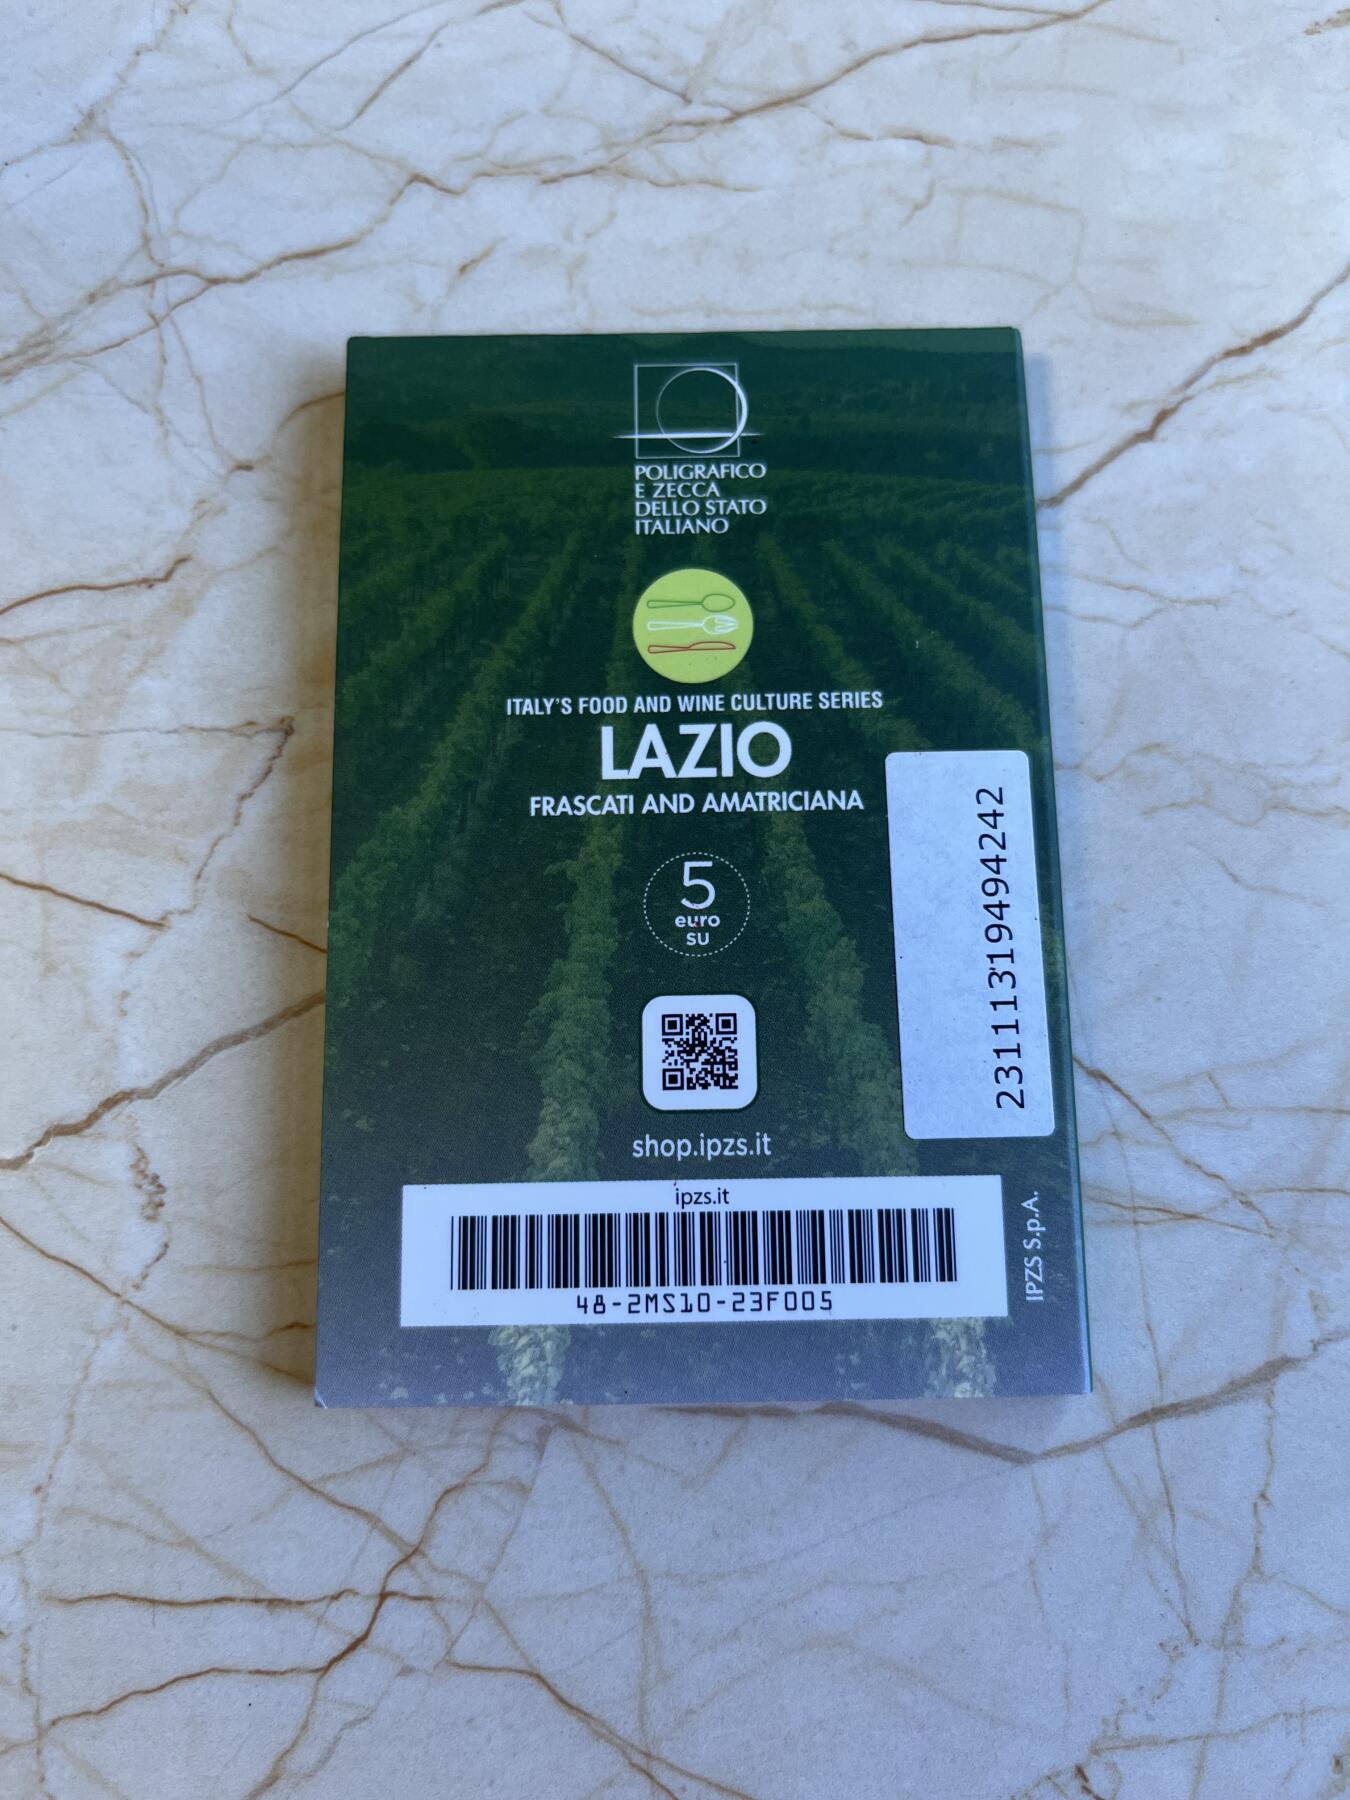 POLIGRAFICO
E ZECCA
DELLO STATO
ITALIANO
ITALY'S FOOD AND WINE CULTURE SERIES
LAZIO
FRASCATI AND AMATRICIANA
5
euro
su
shop.ipzs.it
ipzs.it
48-2MS10-23F005
23111319494242
IPZS S.p.A.